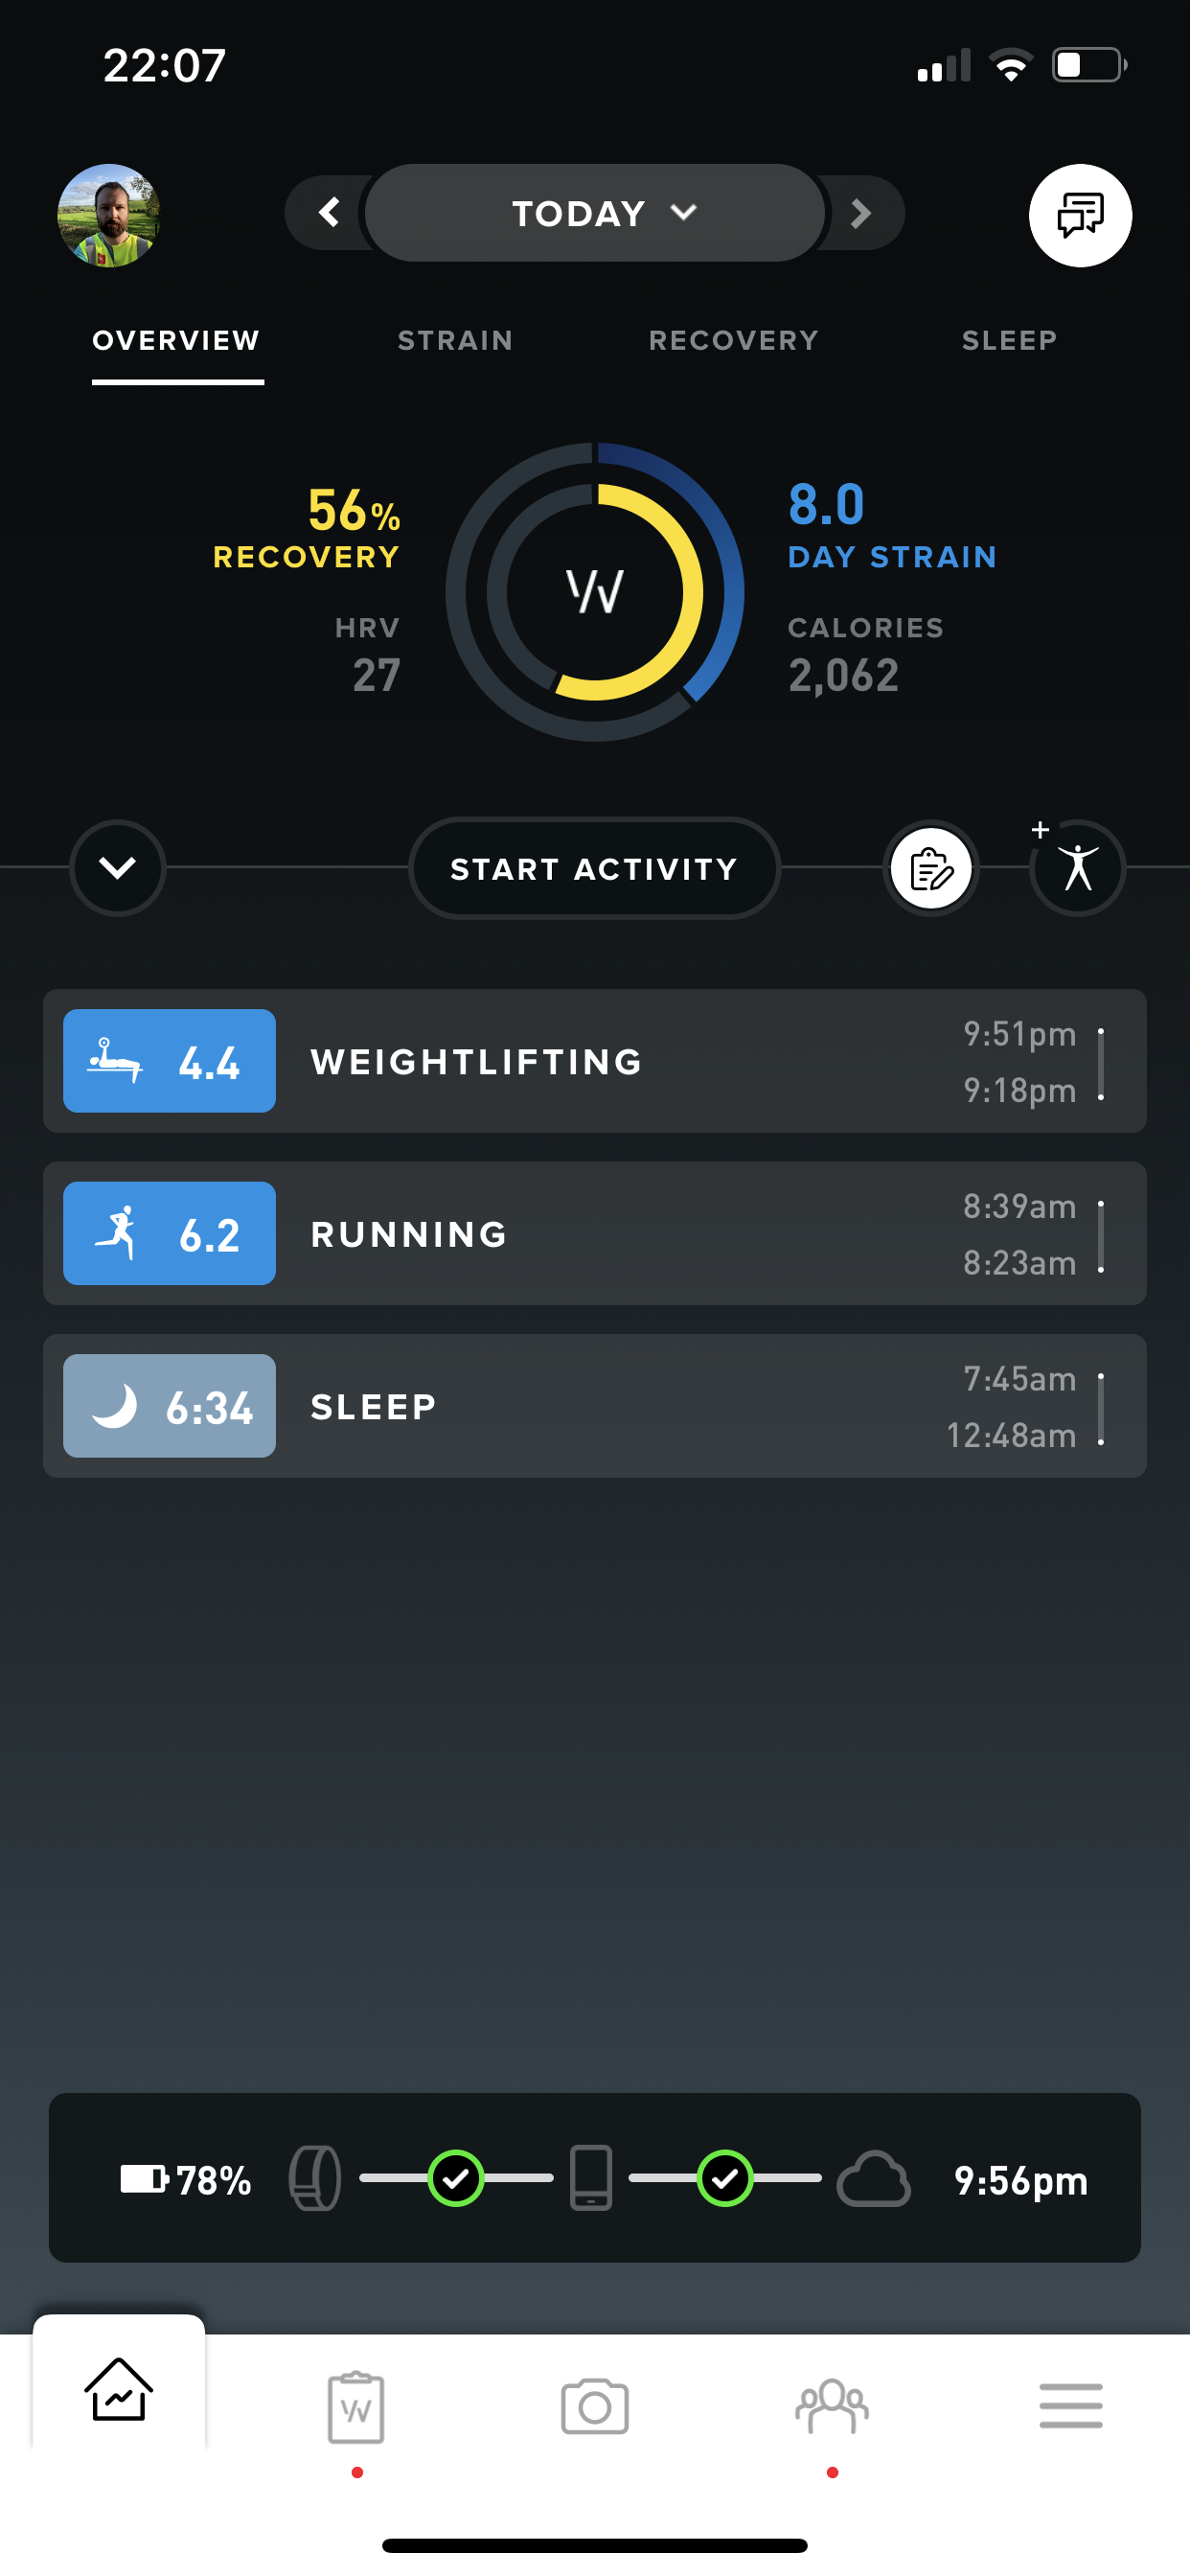 22:07
TODAY
OVERVIEW STRAIN RECOVERY SLEEP
56%
RECOVERY
HRV
27
8.0
DAY STRAIN
CALORIES
2,062
START ACTIVITY
4.4 WEIGHTLIFTING 9:51pm
9:18pm
6.2 RUNNING 8:39am
8:23am
6:34 SLEEP 7:45am
12:48am
78% 9:56pm